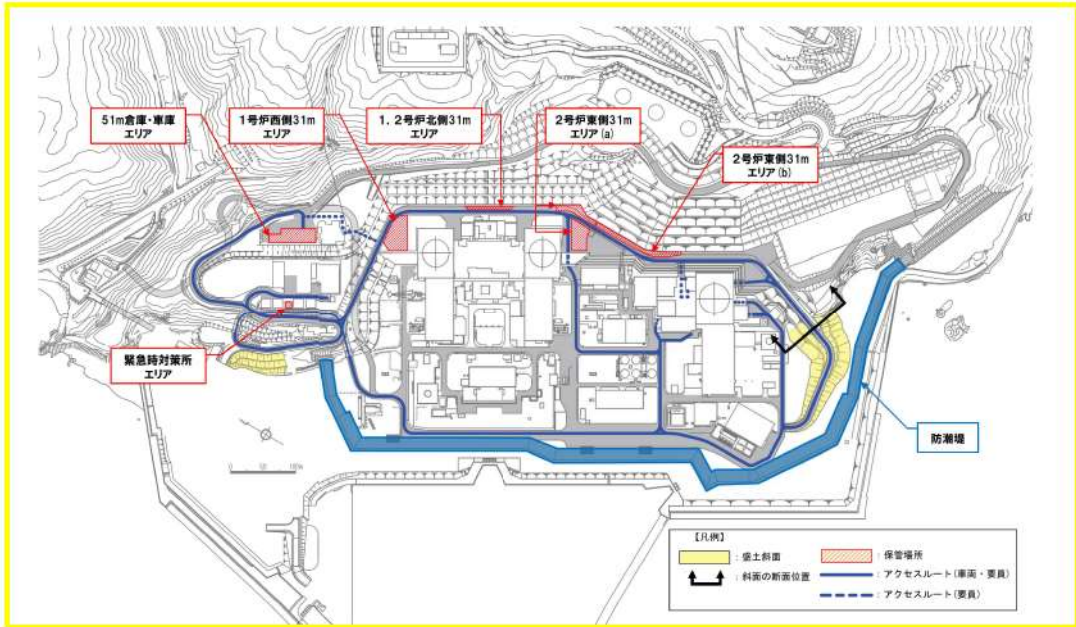 51m倉庫・車庫
エリア
1号炉西側31m
エリア
1，2号炉北側31m
エリア
2号炉東側31m
エリア(a)
2号炉東側31m
エリア(b)
緊急時対策所
エリア
防潮堤
【凡例】
：盛土斜面
：保管場所
：斜面の断面位置
：アクセスルート(車両・要員)
：アクセスルート(要員)